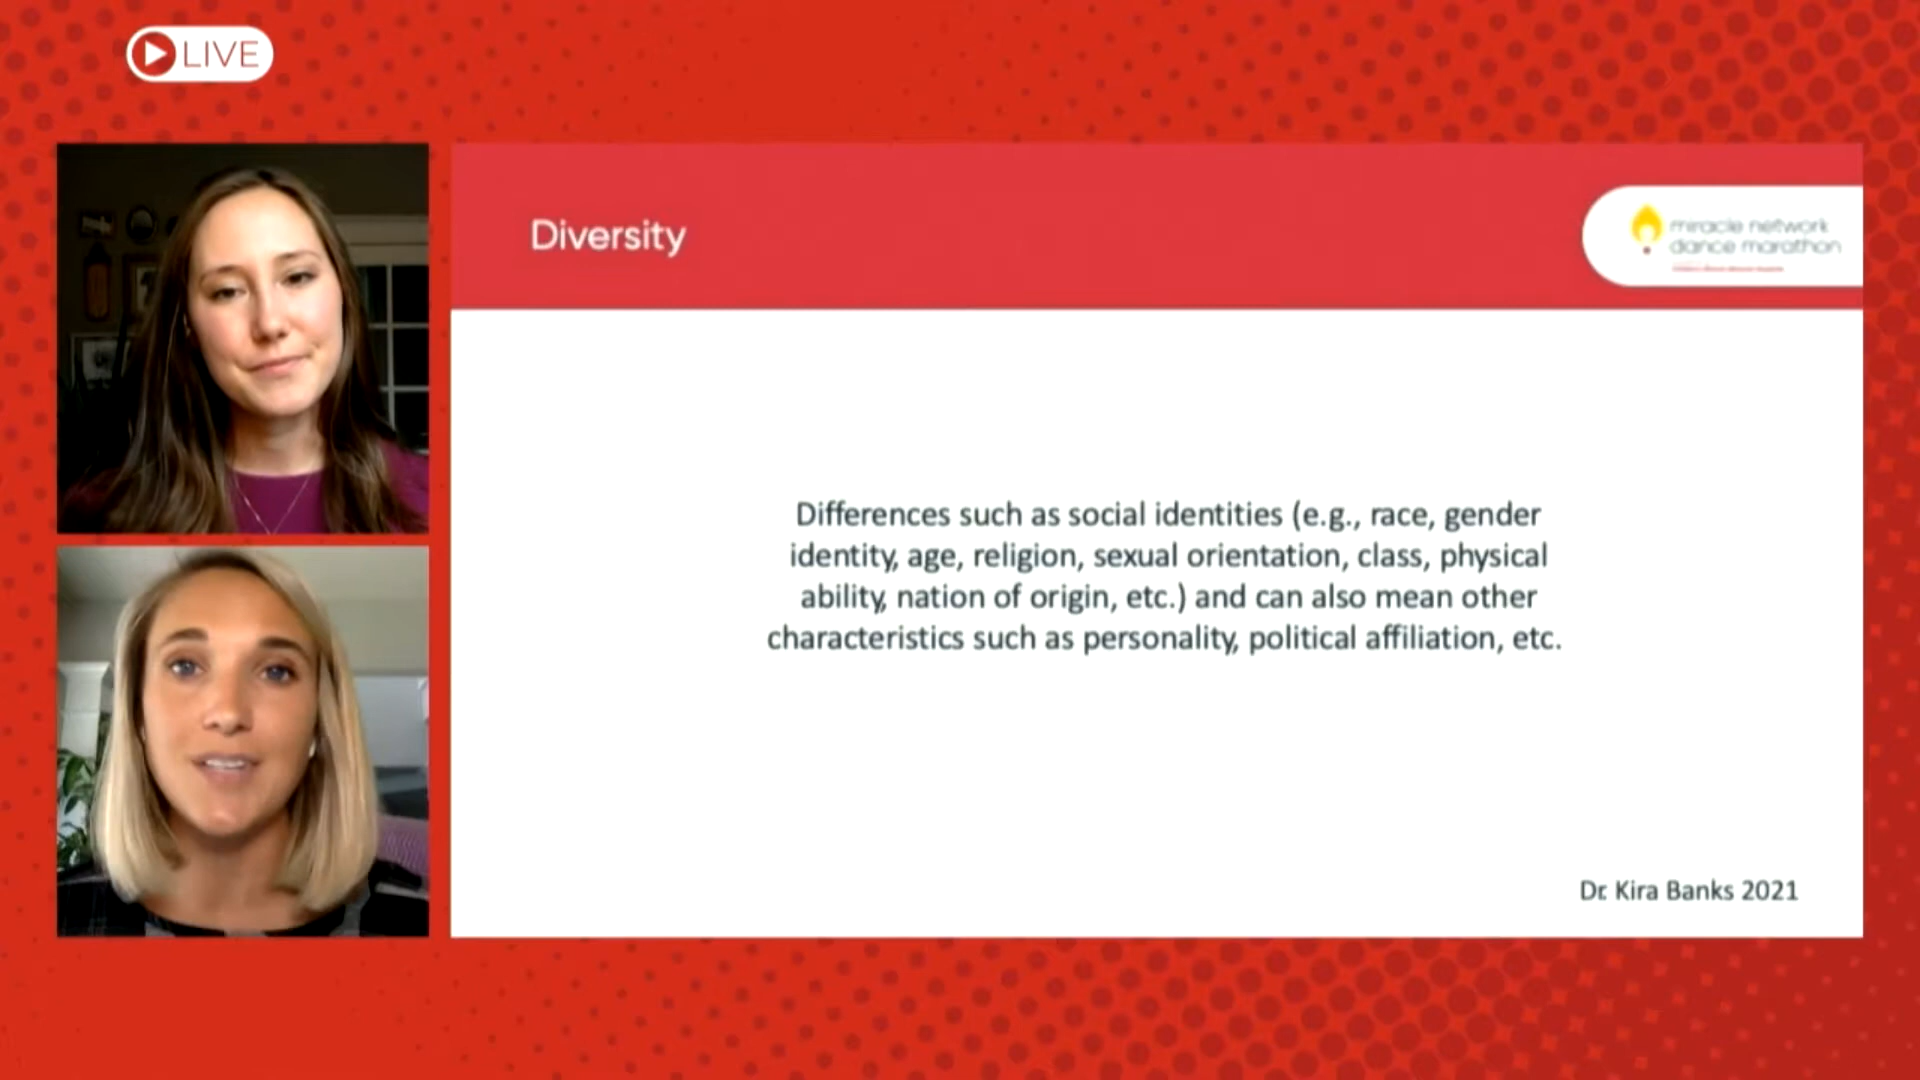 LIVE
Diversity
miracle network
dance marathon
Differences such as social identities (e.g., race, gender
identity, age, religion, sexual orientation, class, physical
ability, nation of origin, etc.) and can also mean other
characteristics such as personality, political affiliation, etc.
Dr. Kira Banks 2021